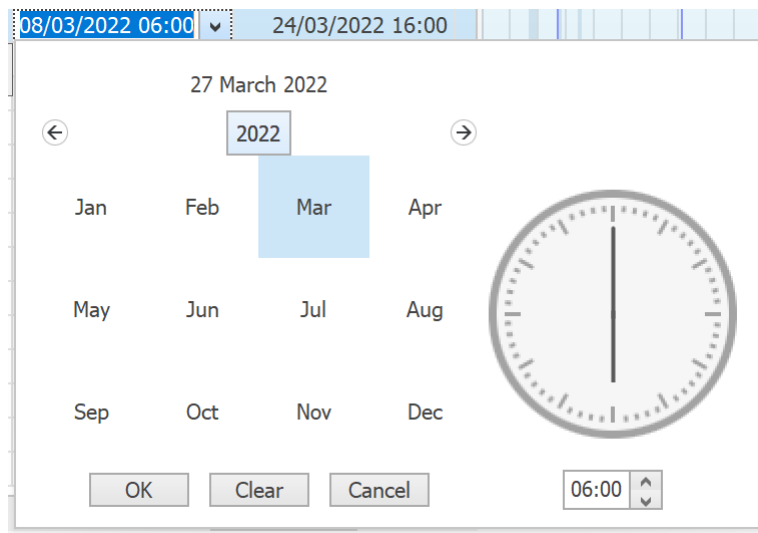 08/03/2022 06:00 24/03/2022 16:00
27 March 2022
2022
Jan Feb Mar Apr
May Jun Jul Aug
Sep Oct Nov Dec
OK Clear Cancel 06:00